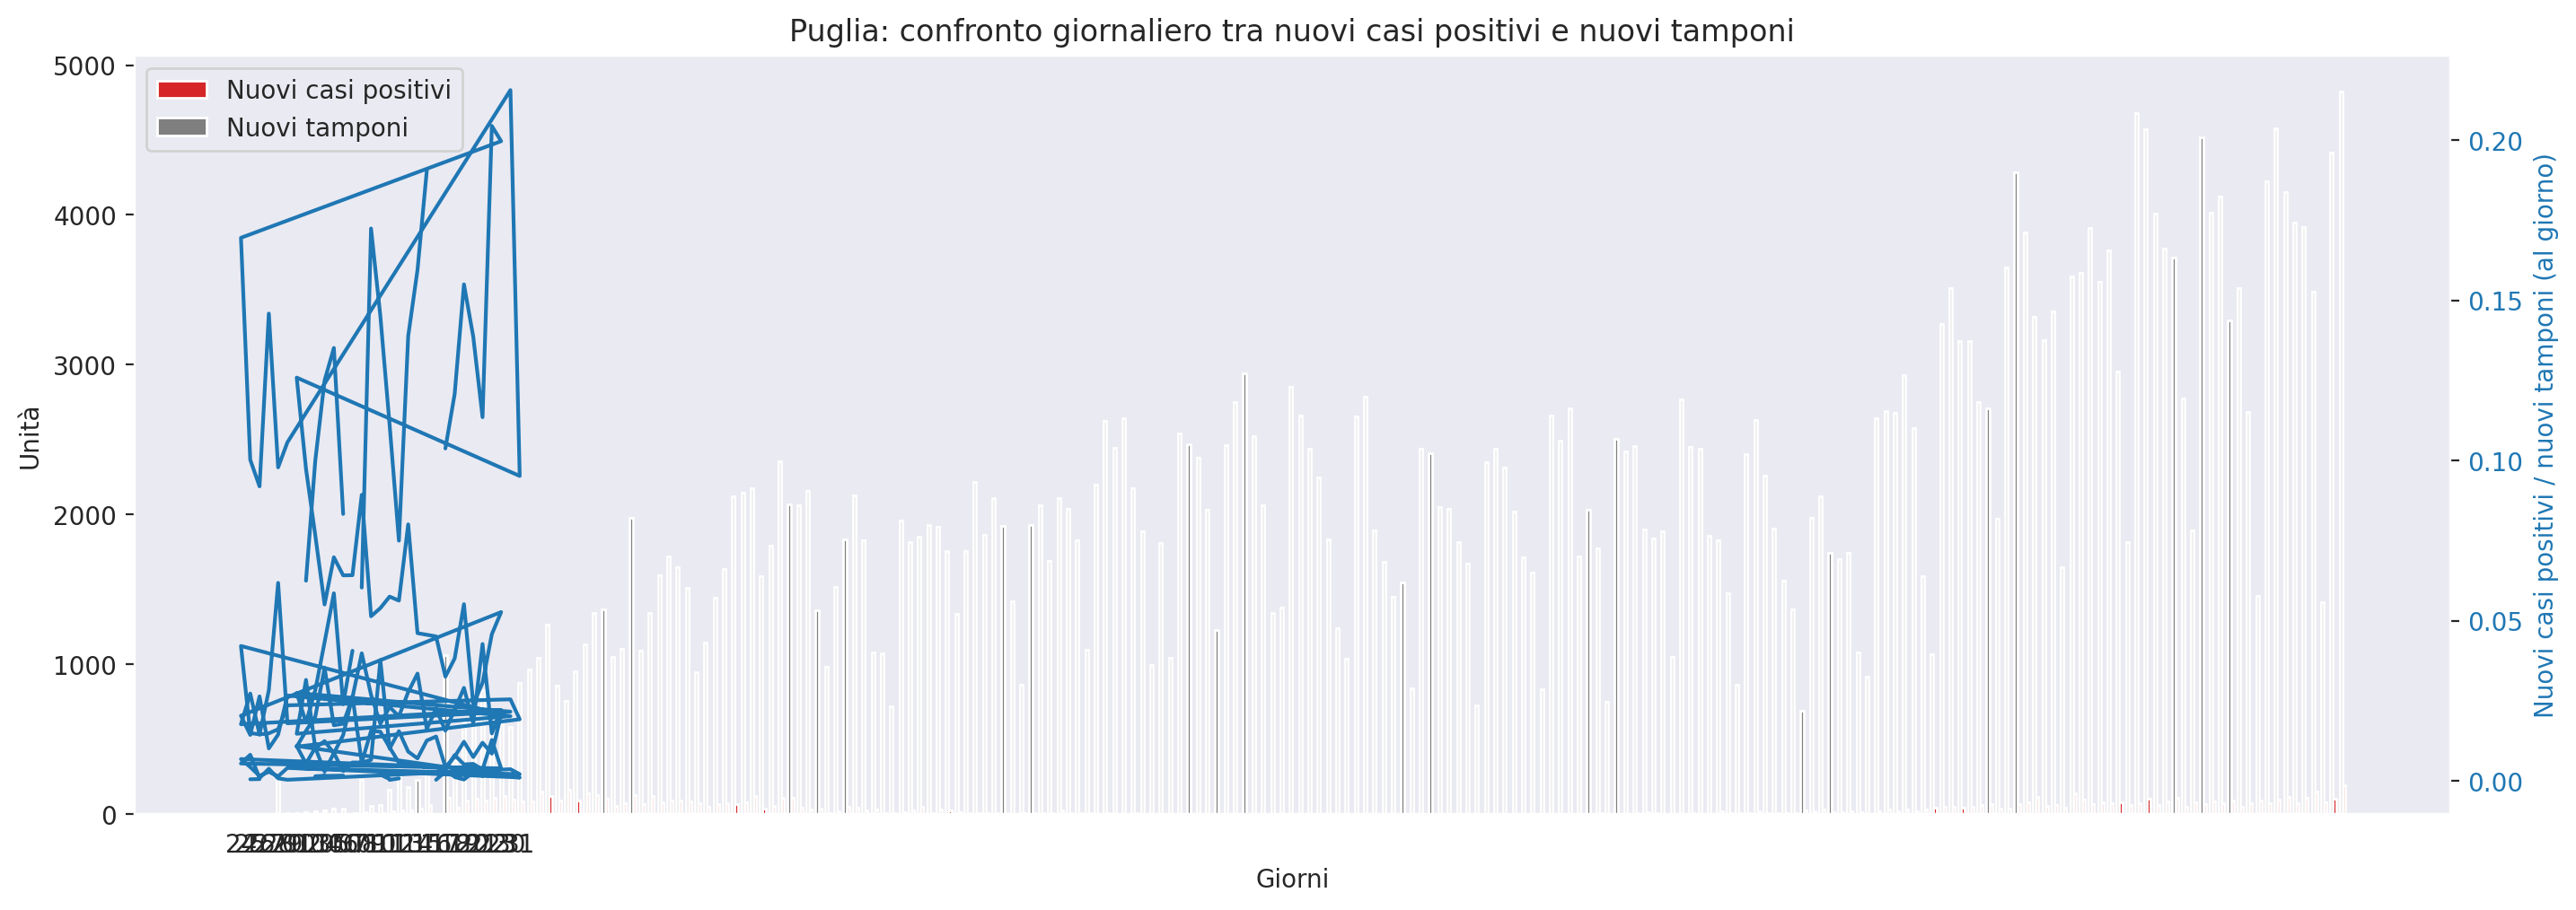 Puglia: confronto giornaliero tra nuovi casi positivi e nuovi tamponi
Nuovi casi positivi
Nuovi tamponi
5000
4000
3000
2000
1000
0
Unità
0.20
0.15
0.10
0.05
0.00
Nuovi casi positivi / nuovi tamponi (al giorno)
Giorni